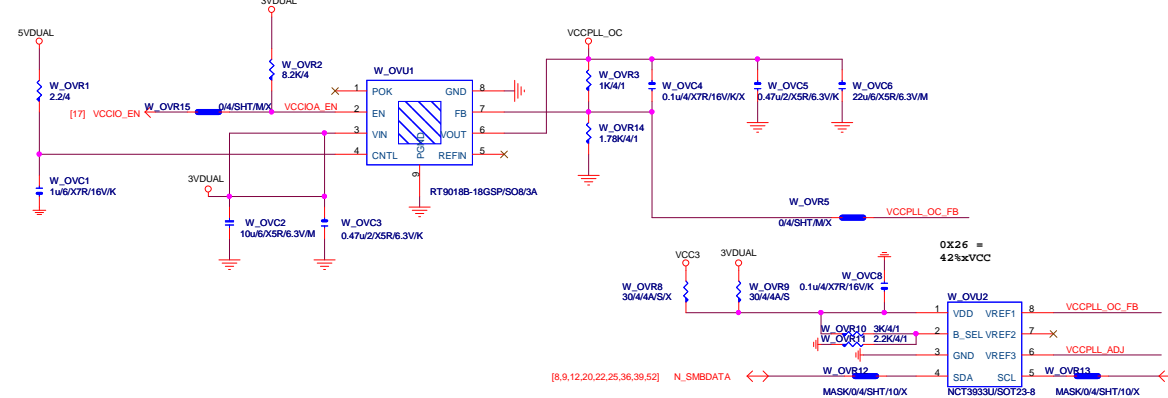 3VDUAL
5VDUAL
VCCPLL_OC
W_OVR1
2.2/4
W_OVR2
8.2K/4
W_OVU1
W_OVR3
1K/4/1
W_OVC4
0.1u/4/X7R/16V/K/X
W_OVC5
0.47u/2/X5R/6.3V/K
W_OVC6
22u/6/X5R/6.3V/M
[17] VCCIO_EN
W_OVR15
0/4/SHT/M/X
VCCIOA_EN
1 POK GND 8
2 EN FB 7
3 VIN VOUT 6
4 CNTL REFIN 5
PGND
9
W_OVR14
1.78K/4/1
RT9018B-18GSP/SO8/3A
W_OVC1
1u/6/X7R/16V/K
3VDUAL
W_OVC2
10u/6/X5R/6.3V/M
W_OVC3
0.47u/2/X5R/6.3V/K
W_OVR5
0/4/SHT/M/X
VCCPLL_OC_FB
0X26 =
42%xVCC
VCC3
3VDUAL
W_OVR8
30/4/4A/S/X
W_OVR9
30/4/4A/S
W_OVC8
0.1u/4/X7R/16V/K
W_OVU2
1 VDD VREF1 8
VCCPLL_OC_FB
W_OVR10 3K/4/1
2 B_SEL VREF2 7
W_OVR11 2.2K/4/1
3 GND VREF3 6
VCCPLL_ADJ
[8,9,12,20,22,25,36,39,52] N_SMBDATA
W_OVR12
4 SDA SCL 5
W_OVR13
MASK/0/4/SHT/10/X
NCT3933U/SOT23-8
MASK/0/4/SHT/10/X